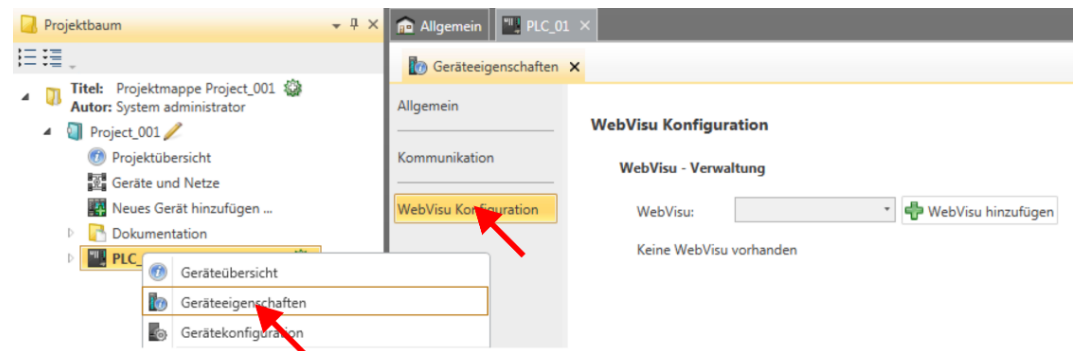 Projektbaum
Titel: Projektmappe Project_001
Autor: System administrator
Project_001
Projektübersicht
Geräte und Netze
Neues Gerät hinzufügen ...
Dokumentation
PLC_
Geräteübersicht
Geräteeigenschaften
Gerätekonfiguration
Allgemein
PLC_01
Geräteeigenschaften
Allgemein
Kommunikation
WebVisu Konfiguration
WebVisu Konfiguration
WebVisu - Verwaltung
WebVisu:
WebVisu hinzufügen
Keine WebVisu vorhanden